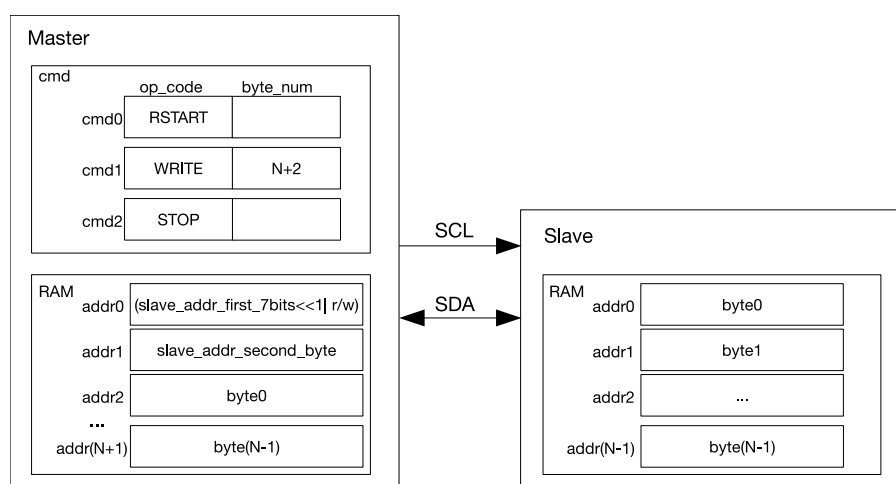 Master
cmd
op_code byte_num
cmd0 RSTART
cmd1 WRITE N+2
cmd2 STOP
RAM
addr0 (slave_addr_first_7bits<<1| r/w)
addr1 slave_addr_second_byte
addr2 byte0
...
addr(N+1) byte(N-1)
SCL
SDA
Slave
RAM
addr0 byte0
addr1 byte1
addr2 ...
addr(N-1) byte(N-1)